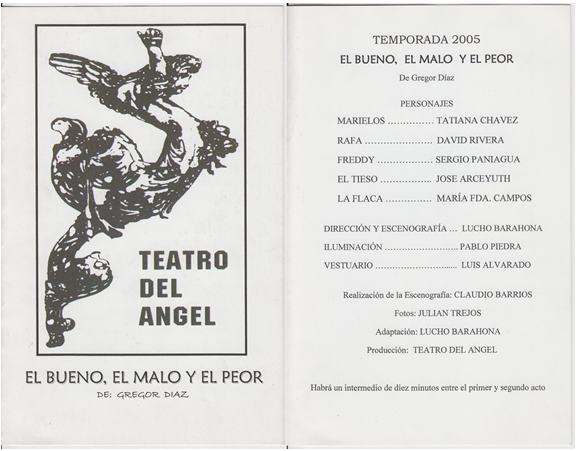 TEATRO
DEL
ANGEL
EL BUENO, EL MALO Y EL PEOR
DE: GREGOR DIAZ
TEMPORADA 2005
EL BUENO, EL MALO Y EL PEOR
De Gregor Díaz
PERSONAJES
MARIELOS .............. TATIANA CHAVEZ
RAFA ..................... DAVID RIVERA
FREDDY ................. SERGIO PANIAGUA
EL TIESO ................ JOSE ARCEYUTH
LA FLACA .............. MARÍA FDA. CAMPOS
DIRECCIÓN Y ESCENOGRAFÍA ... LUCHO BARAHONA
ILUMINACIÓN .......................... PABLO PIEDRA
VESTUARIO ............................. LUIS ALVARADO
Realización de la Escenografía: CLAUDIO BARRIOS
Fotos: JULIAN TREJOS
Adaptación: LUCHO BARAHONA
Producción: TEATRO DEL ANGEL
Habrá un intermedio de diez minutos entre el primer y segundo acto